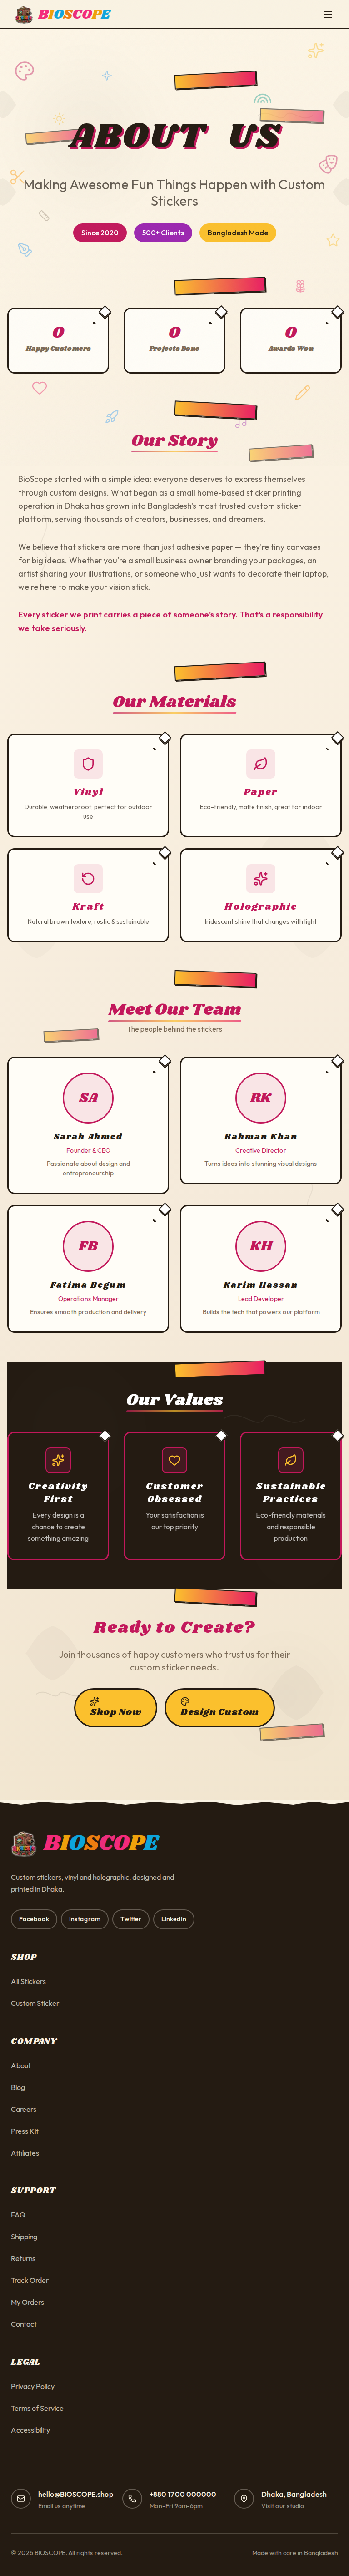 BIOSCOPE
ABOUT US
Making Awesome Fun Things Happen with Custom
Stickers
Since 2020
500+ Clients
Bangladesh Made
0
Happy Customers
0
Projects Done
0
Awards Won
Our Story
BioScope started with a simple idea: everyone deserves to express themselves
through custom designs. What began as a small home-based sticker printing
operation in Dhaka has grown into Bangladesh's most trusted custom sticker
platform, serving thousands of creators, businesses, and dreamers.
We believe that stickers are more than just adhesive paper — they're tiny canvases
for big ideas. Whether you're a small business owner branding your packages, an
artist sharing your illustrations, or someone who just wants to decorate their laptop,
we're here to make your vision stick.
Every sticker we print carries a piece of someone's story. That's a responsibility
we take seriously.
Our Materials
Vinyl
Durable, weatherproof, perfect for outdoor
use
Paper
Eco-friendly, matte finish, great for indoor
Kraft
Natural brown texture, rustic & sustainable
Holographic
Iridescent shine that changes with light
Meet Our Team
The people behind the stickers
SA
Sarah Ahmed
Founder & CEO
Passionate about design and
entrepreneurship
RK
Rahman Khan
Creative Director
Turns ideas into stunning visual designs
FB
Fatima Begum
Operations Manager
Ensures smooth production and delivery
KH
Karim Hassan
Lead Developer
Builds the tech that powers our platform
Our Values
Creativity
First
Every design is a
chance to create
something amazing
Customer
Obsessed
Your satisfaction is
our top priority
Sustainable
Practices
Eco-friendly materials
and responsible
production
Ready to Create?
Join thousands of happy customers who trust us for their
custom sticker needs.
Shop Now
Design Custom
BIOSCOPE
Custom stickers, vinyl and holographic, designed and
printed in Dhaka.
Facebook
Instagram
Twitter
LinkedIn
SHOP
All Stickers
Custom Sticker
COMPANY
About
Blog
Careers
Press Kit
Affiliates
SUPPORT
FAQ
Shipping
Returns
Track Order
My Orders
Contact
LEGAL
Privacy Policy
Terms of Service
Accessibility
hello@BIOSCOPE.shop
Email us anytime
+880 1700 000000
Mon-Fri 9am-6pm
Dhaka, Bangladesh
Visit our studio
© 2026 BIOSCOPE. All rights reserved.
Made with care in Bangladesh